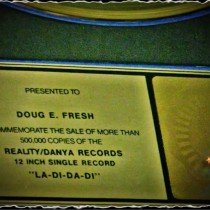 PRESENTED TO
DOUG E. FRESH
COMMEMORATE THE SALE OF MORE THAN
500,000 COPIES OF THE
REALITY/DANYA RECORDS
12 INCH SINGLE RECORD
"LA-DI-DA-DI"